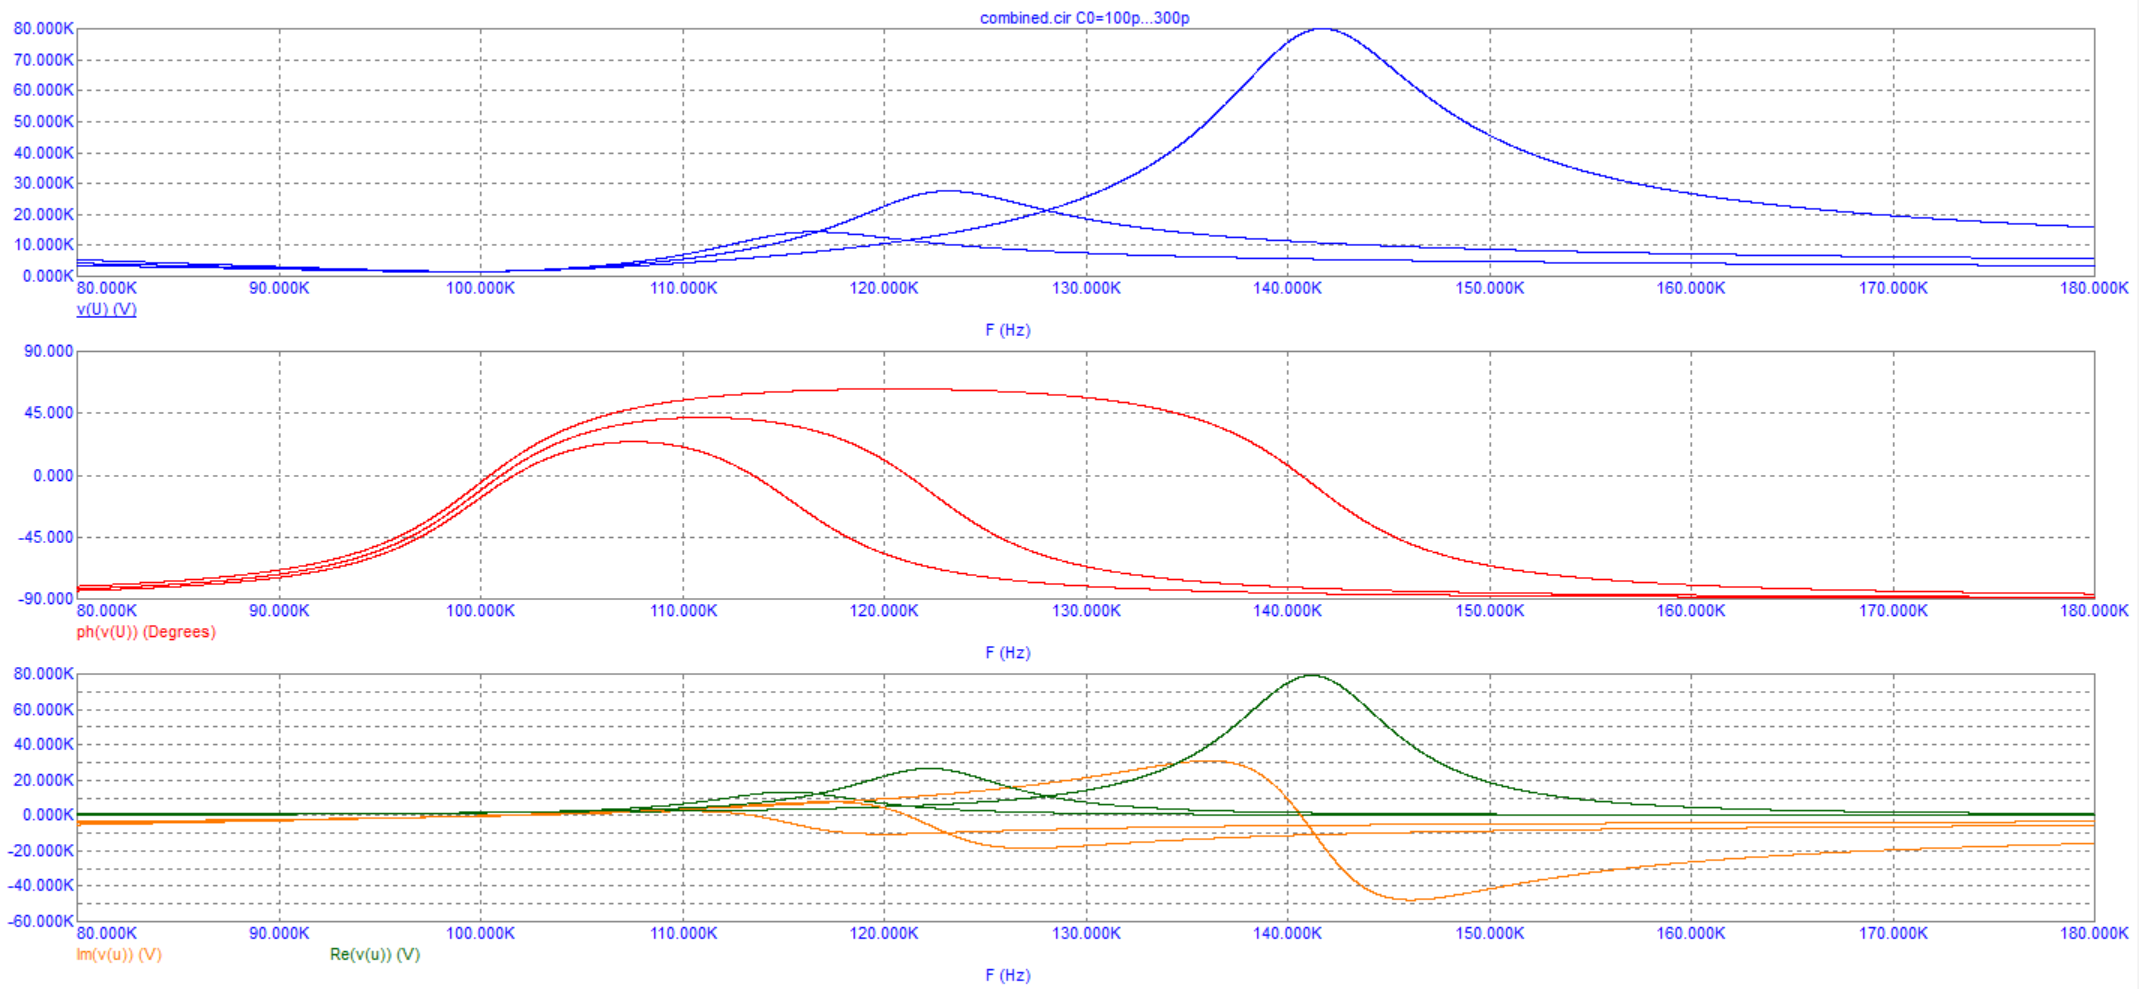 combined.cir C0=100p...300p
80.000K
70.000K
60.000K
50.000K
40.000K
30.000K
20.000K
10.000K
0.000K
80.000K 90.000K 100.000K 110.000K 120.000K 130.000K 140.000K 150.000K 160.000K 170.000K 180.000K
v(U) (V)
F (Hz)
90.000
45.000
0.000
-45.000
-90.000
80.000K 90.000K 100.000K 110.000K 120.000K 130.000K 140.000K 150.000K 160.000K 170.000K 180.000K
ph(v(U)) (Degrees)
F (Hz)
80.000K
60.000K
40.000K
20.000K
0.000K
-20.000K
-40.000K
-60.000K
80.000K 90.000K 100.000K 110.000K 120.000K 130.000K 140.000K 150.000K 160.000K 170.000K 180.000K
Im(v(u)) (V) Re(v(u)) (V)
F (Hz)